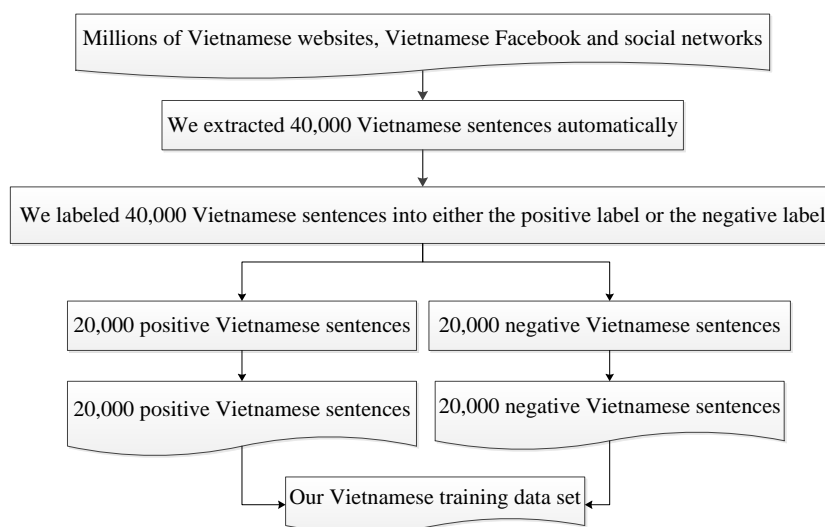 Millions of Vietnamese websites, Vietnamese Facebook and social networks
We extracted 40,000 Vietnamese sentences automatically
We labeled 40,000 Vietnamese sentences into either the positive label or the negative label
20,000 positive Vietnamese sentences
20,000 negative Vietnamese sentences
20,000 positive Vietnamese sentences
20,000 negative Vietnamese sentences
Our Vietnamese training data set